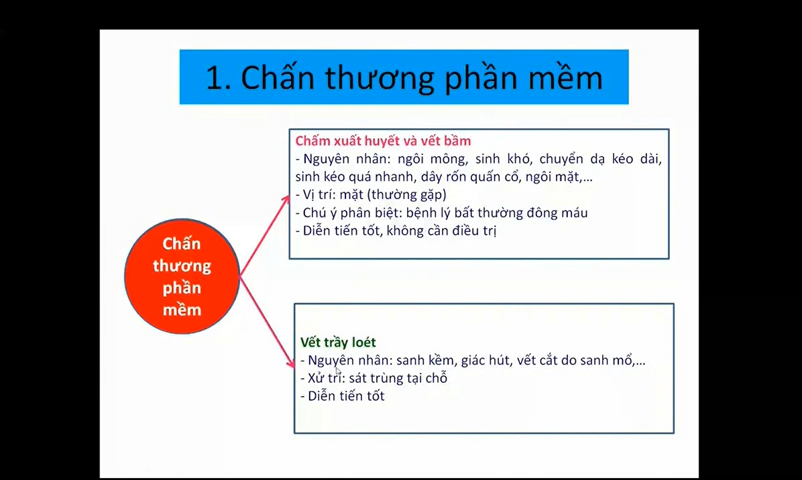 1. Chấn thương phần mềm
Chấm xuất huyết và vết bầm
- Nguyên nhân: ngôi mông, sinh khó, chuyển dạ kéo dài,
sinh kéo quá nhanh, dây rốn quấn cổ, ngôi mặt,...
- Vị trí: mặt (thường gặp)
- Chú ý phân biệt: bệnh lý bất thường đông máu
- Diễn tiến tốt, không cần điều trị
Chấn
thương
phần
mềm
Vết trầy loét
- Nguyên nhân: sanh kềm, giác hút, vết cắt do sanh mổ,...
- Xử trí: sát trùng tại chỗ
- Diễn tiến tốt